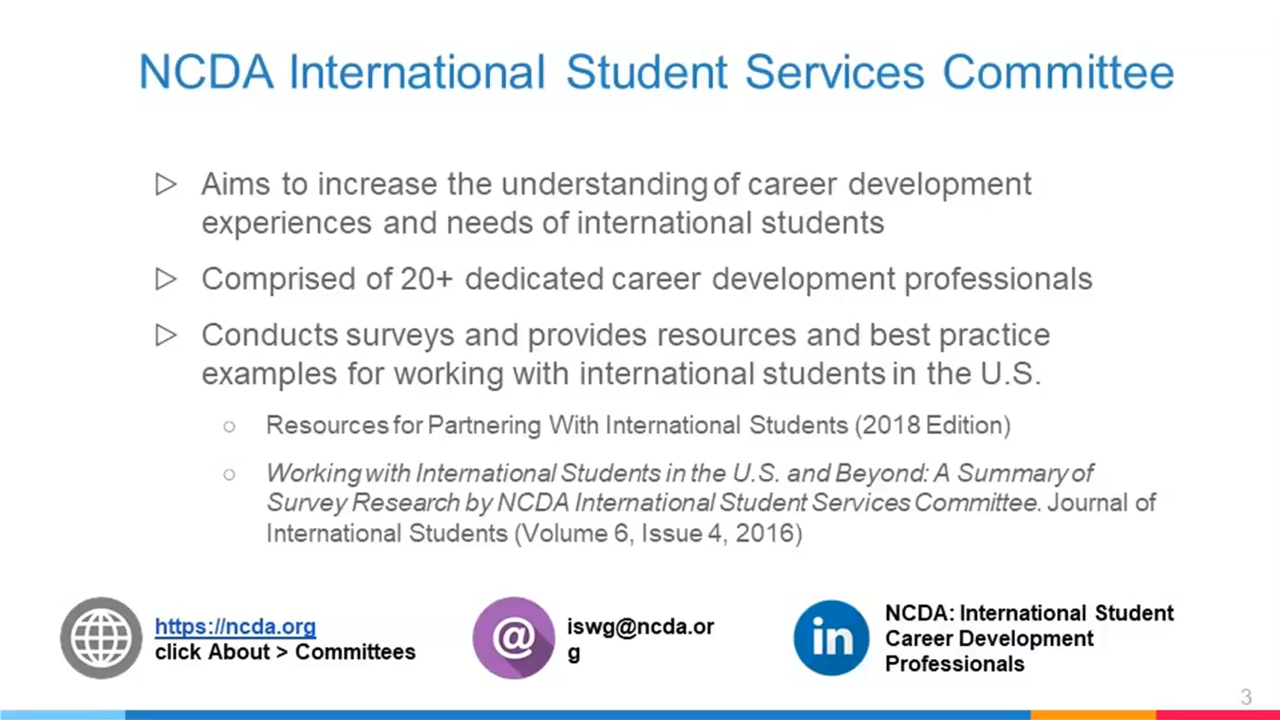 NCDA International Student Services Committee
▷ Aims to increase the understanding of career development
experiences and needs of international students
▷ Comprised of 20+ dedicated career development professionals
▷ Conducts surveys and provides resources and best practice
examples for working with international students in the U.S.
○ Resources for Partnering With International Students (2018 Edition)
○ Working with International Students in the U.S. and Beyond: A Summary of
Survey Research by NCDA International Student Services Committee. Journal of
International Students (Volume 6, Issue 4, 2016)
https://ncda.org
click About > Committees
@
iswg@ncda.or
g
in
NCDA: International Student
Career Development
Professionals
3